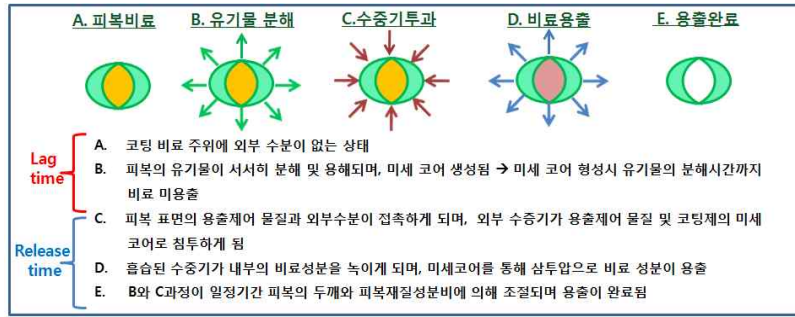 A. 피복비료 B. 유기물 분해 C.수중기투과 D. 비료용출 E. 용출완료
Lag time
A. 코팅 비료 주위에 외부 수분이 없는 상태
B. 피복의 유기물이 서서히 분해 및 용해되며, 미세 코어 생성됨 → 미세 코어 형성시 유기물의 분해시간까지
비료 미용출
Release time
C. 피복 표면의 용출제어 물질과 외부수분이 접촉하게 되며, 외부 수증기가 용출제어 물질 및 코팅제의 미세
코어로 침투하게 됨
D. 흡습된 수중기가 내부의 비료성분을 녹이게 되며, 미세코어를 통해 삼투압으로 비료 성분이 용출
E. B와 C과정이 일정기간 피복의 두깨와 피복재질성분비에 의해 조절되며 용출이 완료됨